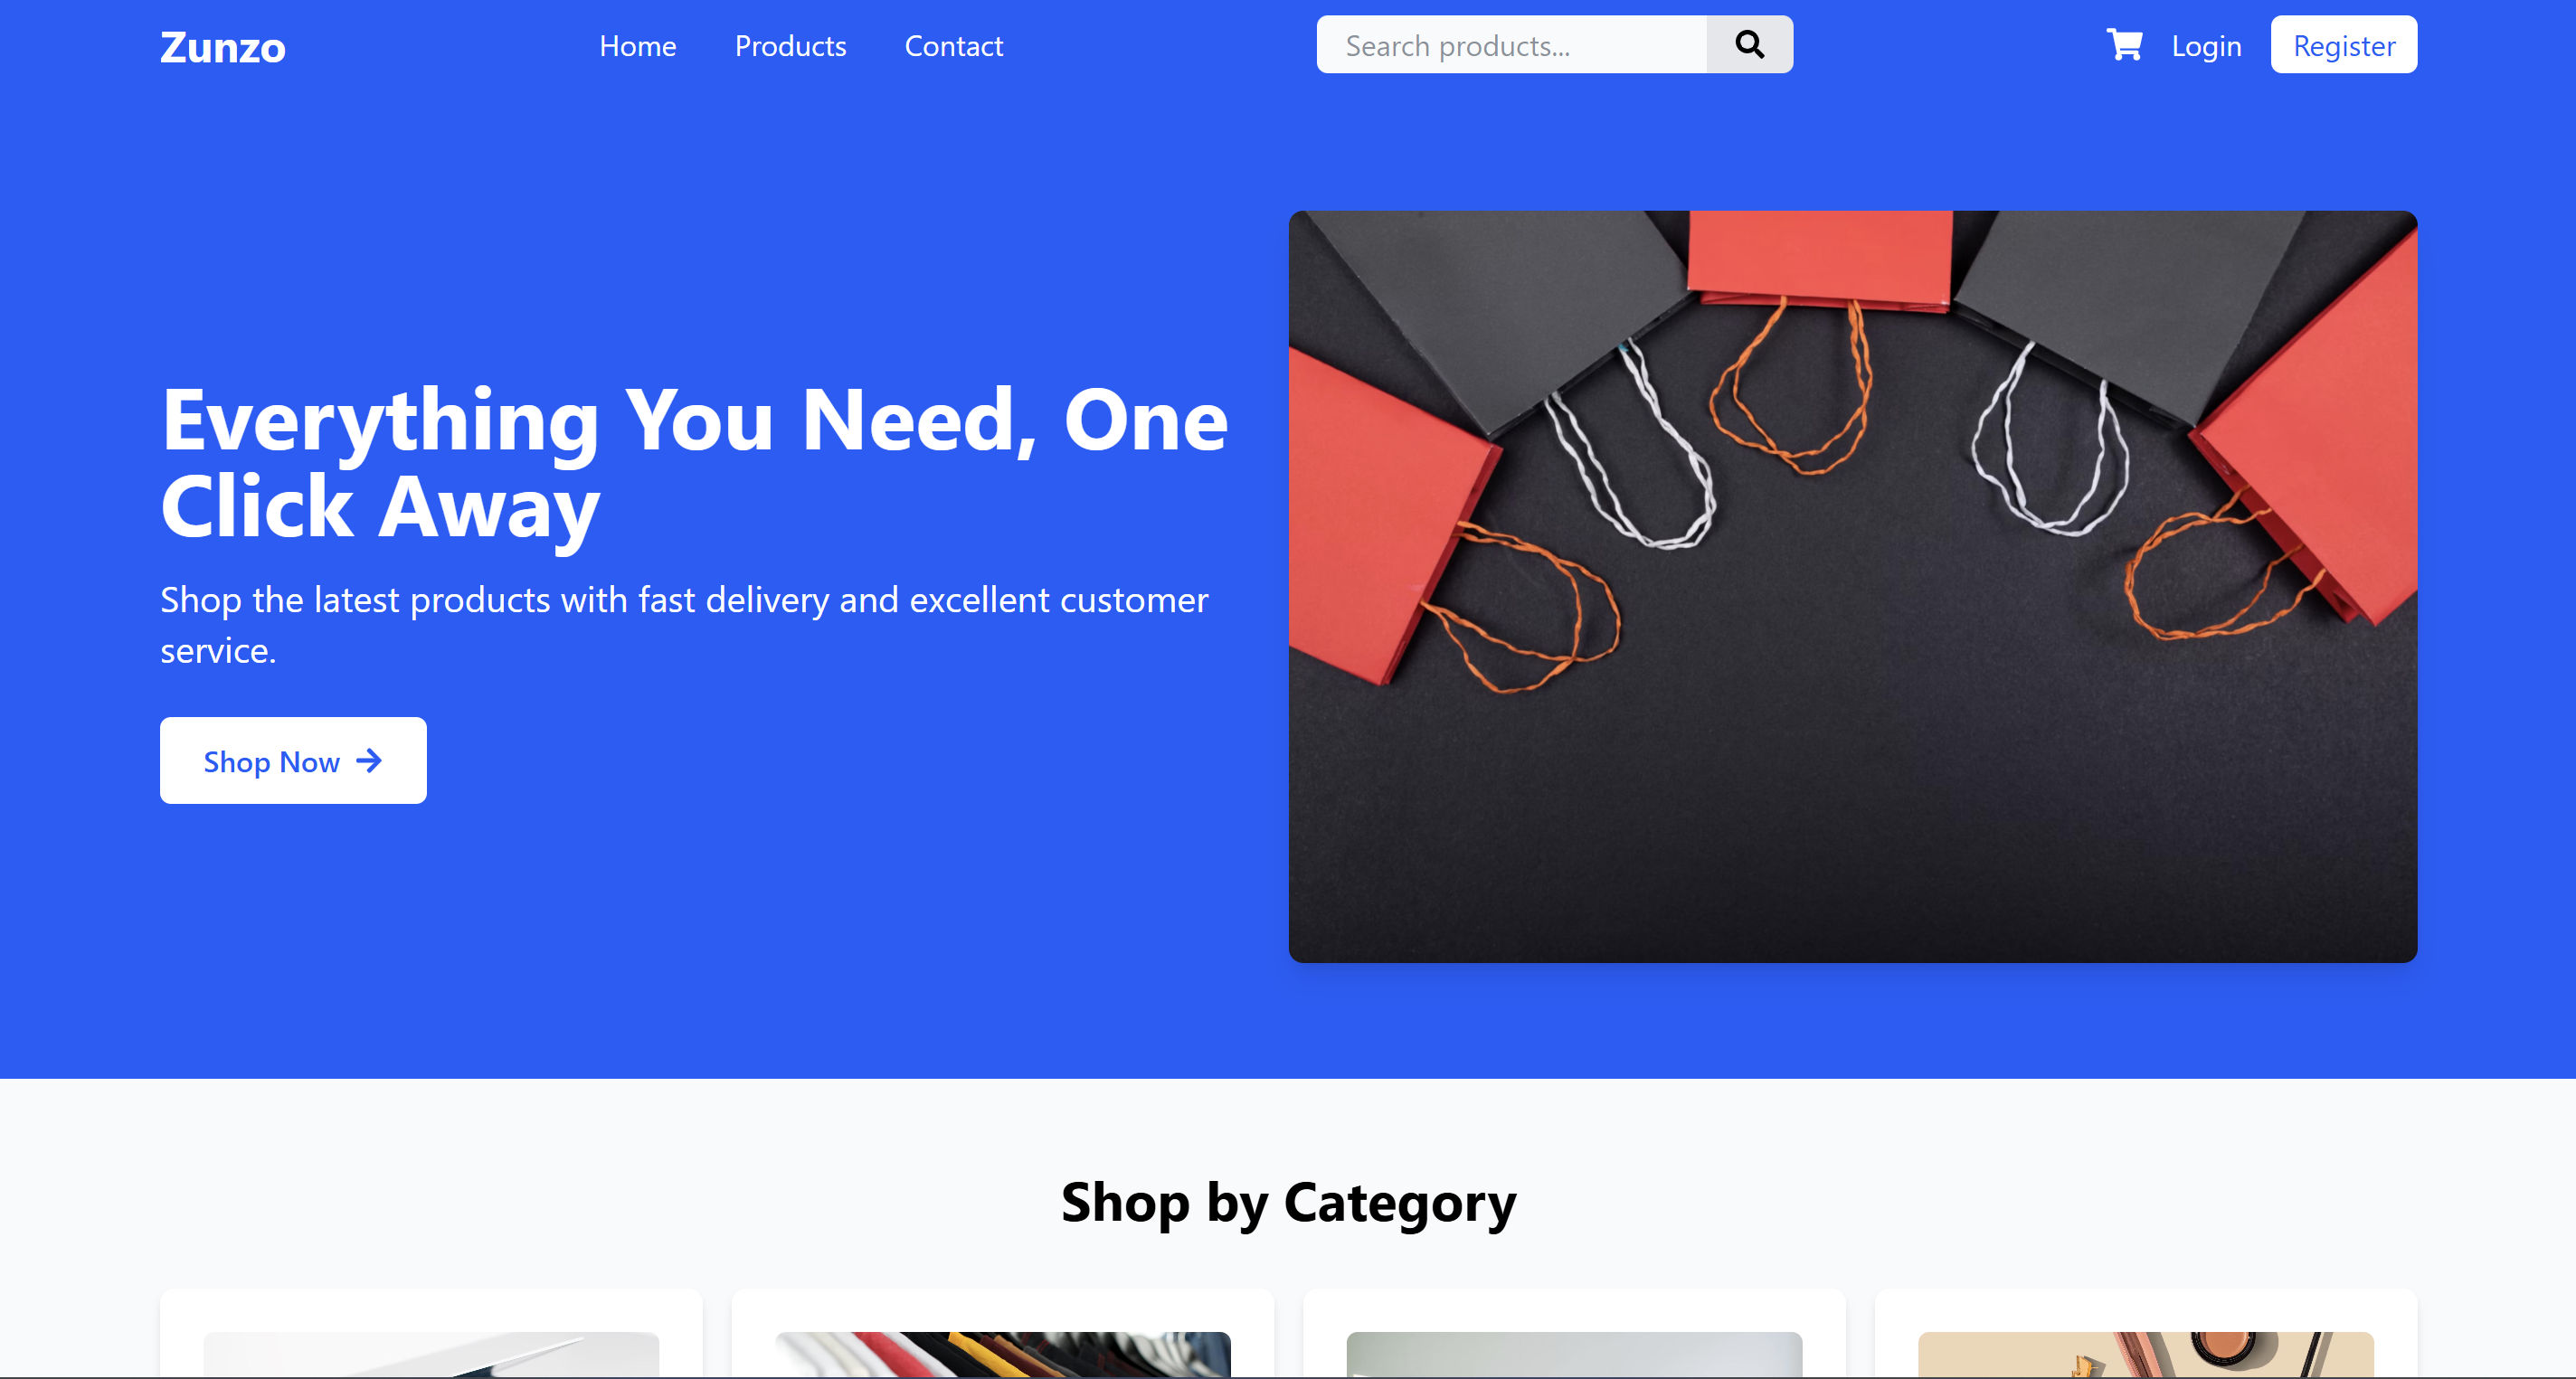 Zunzo
Home Products Contact
Search products...
Login
Register
Everything You Need, One
Click Away
Shop the latest products with fast delivery and excellent customer
service.
Shop Now
Shop by Category